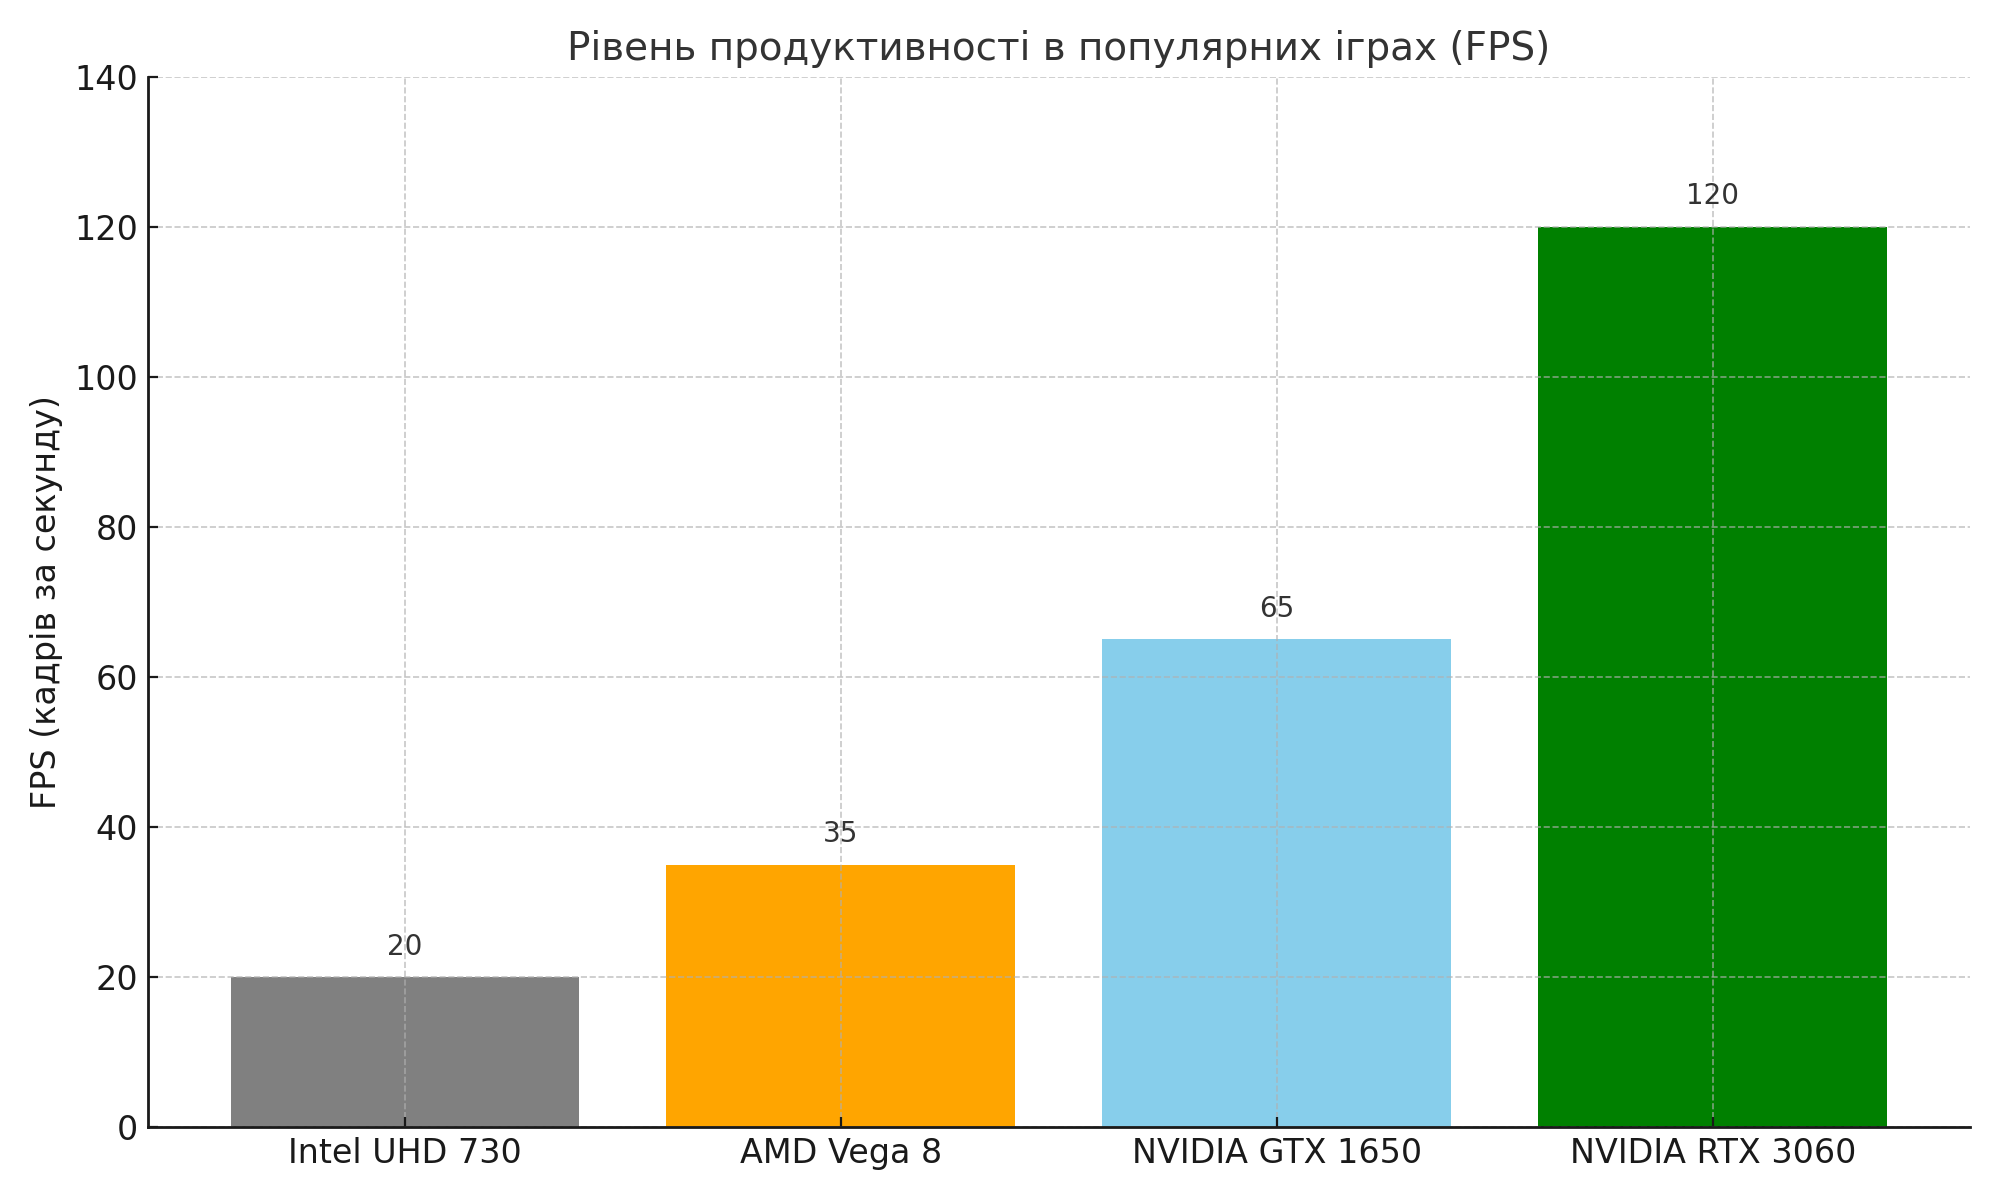 Рівень продуктивності в популярних іграх (FPS)
FPS (кадрів за секунду)
140
120
100
80
60
40
20
0
20
35
65
120
Intel UHD 730
AMD Vega 8
NVIDIA GTX 1650
NVIDIA RTX 3060